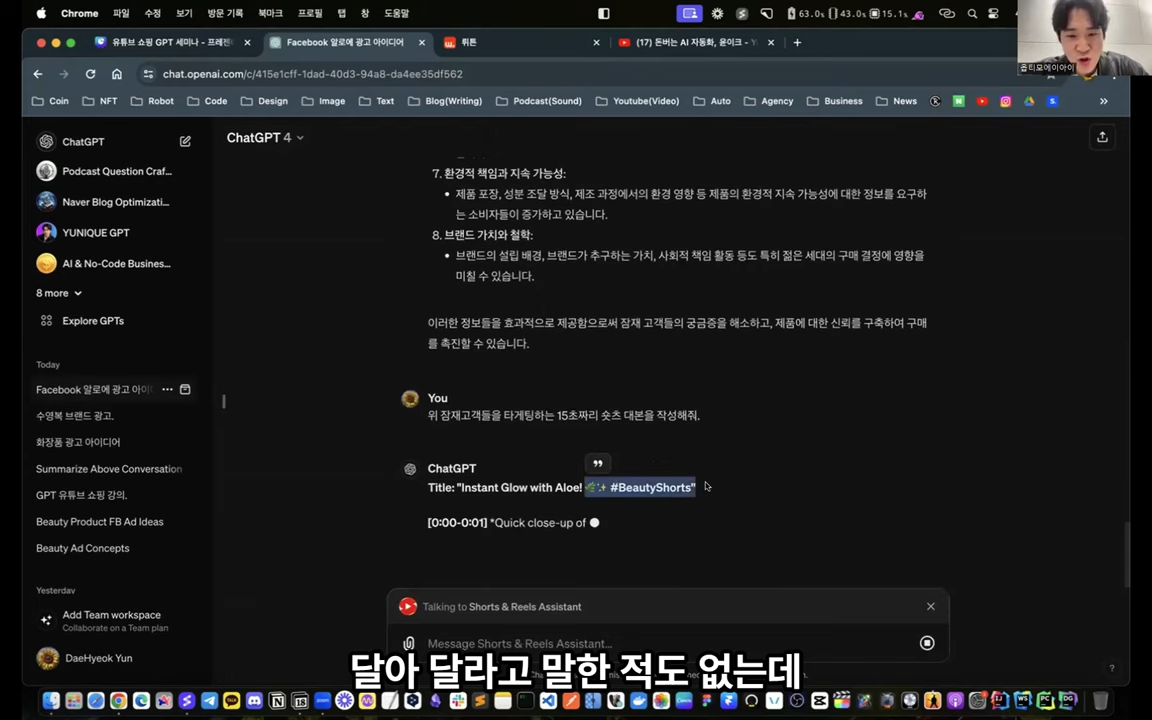 Chrome 파일 수정 보기 방문 기록 북마크 프로필 탭 창 도움말 63.0% 43.0% 15.1%
옵티모에이아이
유튜브 쇼핑 GPT 세미나 - 프레젠 Facebook 알로에 광고 아이디어 뤼튼 (17) 돈버는 AI 자동화, 윤이크 - Y
chat.openai.com/c/415e1cff-1dad-40d3-94a8-da4ee35df562
Coin NFT Robot Code Design Image Text Blog(Writing) Podcast(Sound) Youtube(Video) Auto Agency Business News
ChatGPT
Podcast Question Craf...
Naver Blog Optimizati...
YUNIQUE GPT
AI & No-Code Busines...
8 more
Explore GPTs
Today
Facebook 알로에 광고 아이
수영복 브랜드 광고.
화장품 광고 아이디어
Summarize Above Conversation
GPT 유튜브 쇼핑 강의.
Beauty Product FB Ad Ideas
Beauty Ad Concepts
Yesterday
Add Team workspace
Collaborate on a Team plan
DaeHyeok Yun
ChatGPT 4
7. 환경적 책임과 지속 가능성:
• 제품 포장, 성분 조달 방식, 제조 과정에서의 환경 영향 등 제품의 환경적 지속 가능성에 대한 정보를 요구하
는 소비자들이 증가하고 있습니다.
8. 브랜드 가치와 철학:
• 브랜드의 설립 배경, 브랜드가 추구하는 가치, 사회적 책임 활동 등도 특히 젊은 세대의 구매 결정에 영향을
미칠 수 있습니다.
이러한 정보들을 효과적으로 제공함으로써 잠재 고객들의 궁금증을 해소하고, 제품에 대한 신뢰를 구축하여 구매
를 촉진할 수 있습니다.
You
위 잠재고객들을 타게팅하는 15초짜리 숏츠 대본을 작성해줘.
ChatGPT
Title: "Instant Glow with Aloe! 🌿✨ #BeautyShorts"
[0:00-0:01] *Quick close-up of
Talking to Shorts & Reels Assistant
Message Shorts & Reels Assistant...
달아 달라고 말한 적도 없는데